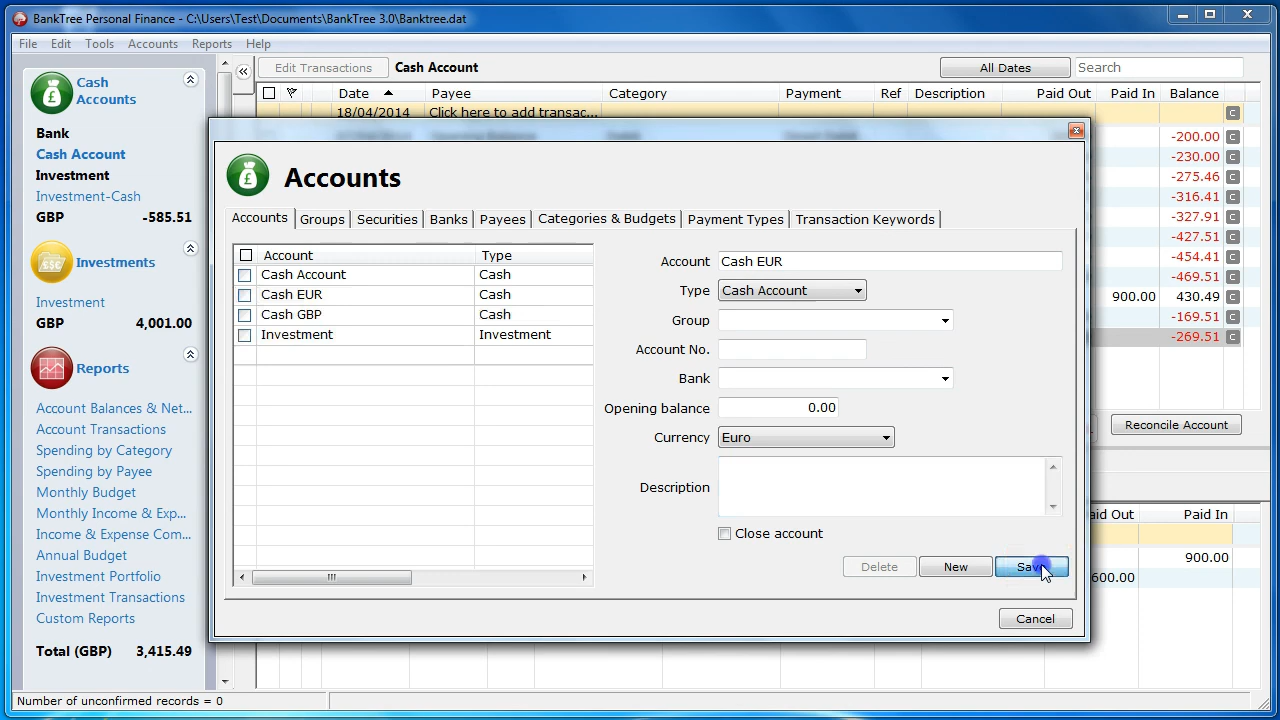 BankTree Personal Finance - C:\Users\Test\Documents\BankTree 3.0\Banktree.dat
File Edit Tools Accounts Reports Help
Cash Accounts
Bank
Cash Account
Investment
Investment-Cash
GBP -585.51
Investments
Investment
GBP 4,001.00
Reports
Account Balances & Net...
Account Transactions
Spending by Category
Spending by Payee
Monthly Budget
Monthly Income & Exp...
Income & Expense Com...
Annual Budget
Investment Portfolio
Investment Transactions
Custom Reports
Total (GBP) 3,415.49
Number of unconfirmed records = 0
Edit Transactions Cash Account All Dates Search
Date Payee Category Payment Ref Description Paid Out Paid In Balance
18/04/2014 Click here to add transac... C
-200.00 C
-230.00 C
-275.46 C
-316.41 C
-327.91 C
-427.51 C
-454.41 C
-469.51 C
900.00 430.49 C
-169.51 C
-269.51 C
Reconcile Account
aid Out Paid In
900.00
600.00
Accounts
Accounts Groups Securities Banks Payees Categories & Budgets Payment Types Transaction Keywords
Account Type
Cash Account Cash
Cash EUR Cash
Cash GBP Cash
Investment Investment
Account Cash EUR
Type Cash Account
Group
Account No.
Bank
Opening balance 0.00
Currency Euro
Description
Close account
Delete New Save
Cancel